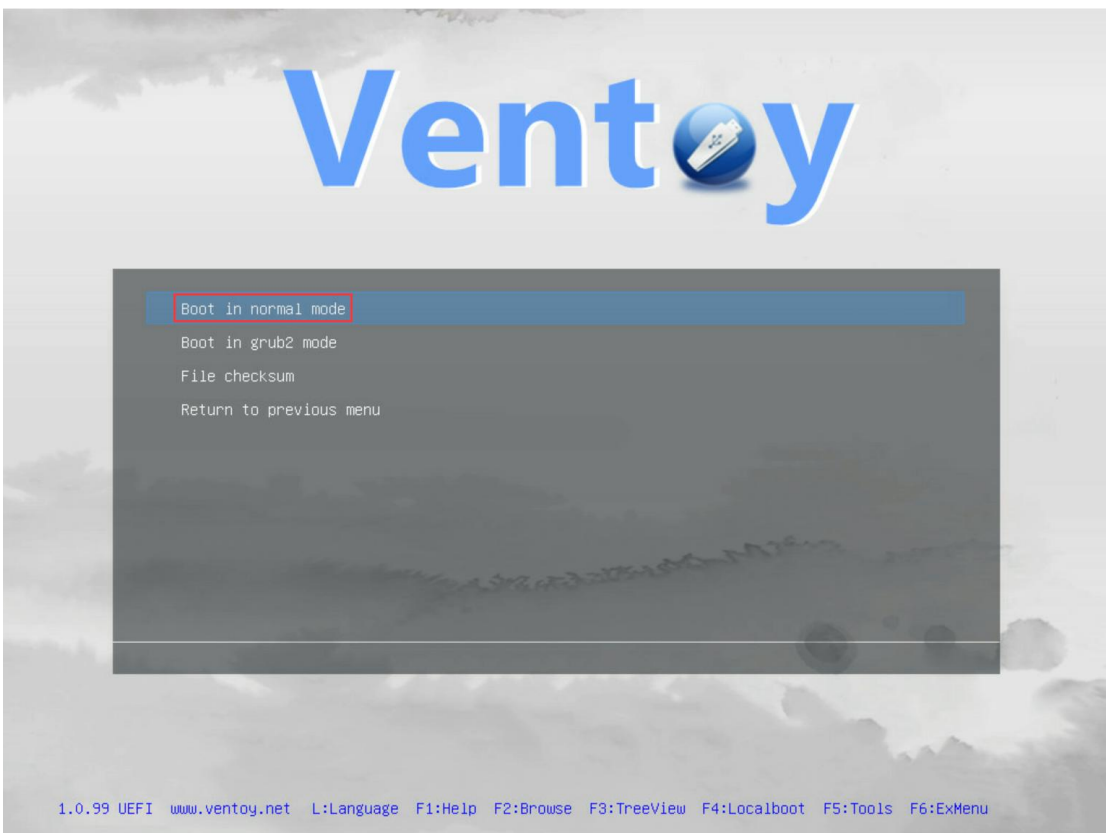 Ventoy
Boot in normal mode
Boot in grub2 mode
File checksum
Return to previous menu
1.0.99 UEFI www.ventoy.net L:Language F1:Help F2:Browse F3:TreeView F4:Localboot F5:Tools F6:ExMenu